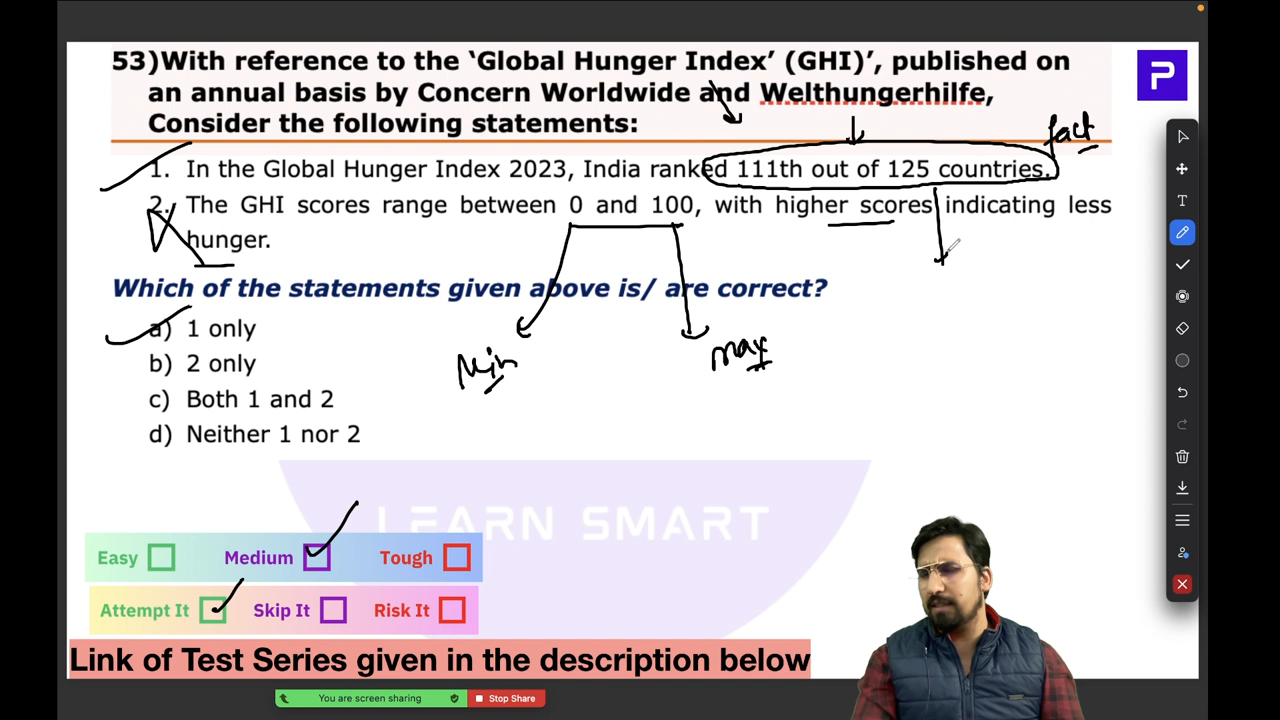 53)With reference to the ‘Global Hunger Index’ (GHI)’, published on
an annual basis by Concern Worldwide and Welthungerhilfe,
Consider the following statements:
fact
1. In the Global Hunger Index 2023, India ranked 111th out of 125 countries.
2. The GHI scores range between 0 and 100, with higher scores indicating less
hunger.
Which of the statements given above is/ are correct?
a) 1 only
b) 2 only
c) Both 1 and 2
d) Neither 1 nor 2
Min
max
LEARN SMART
Easy Medium Tough
Attempt It Skip It Risk It
Link of Test Series given in the description below
You are screen sharing Stop Share
P
T